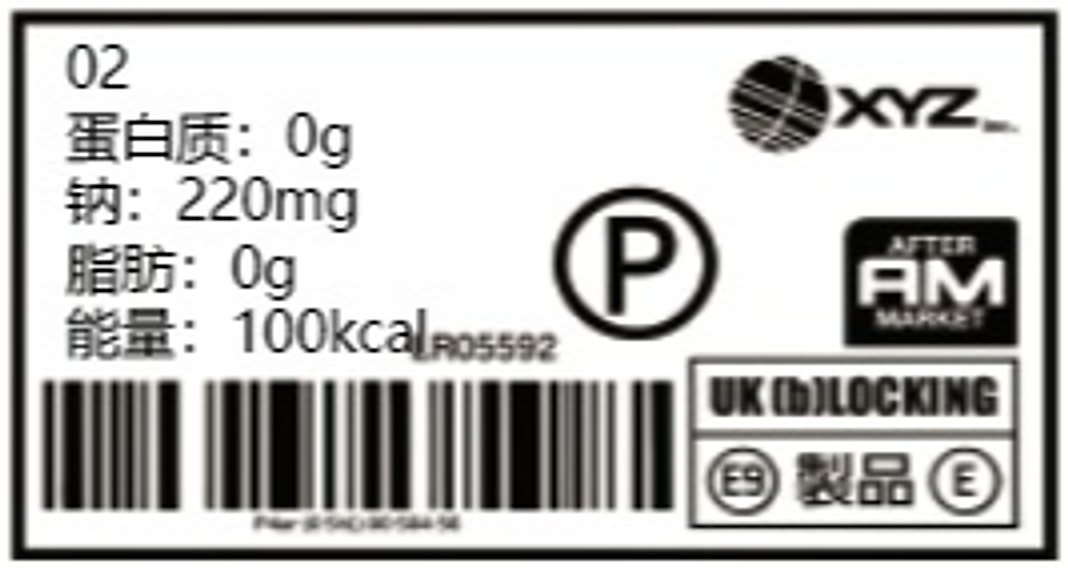 02
蛋白质：0g
钠：220mg
脂肪：0g
能量：100kcal
LR05592
XYZ
P
AFTER
AM
MARKET
UK(b)LOCKING
E9 製品 E